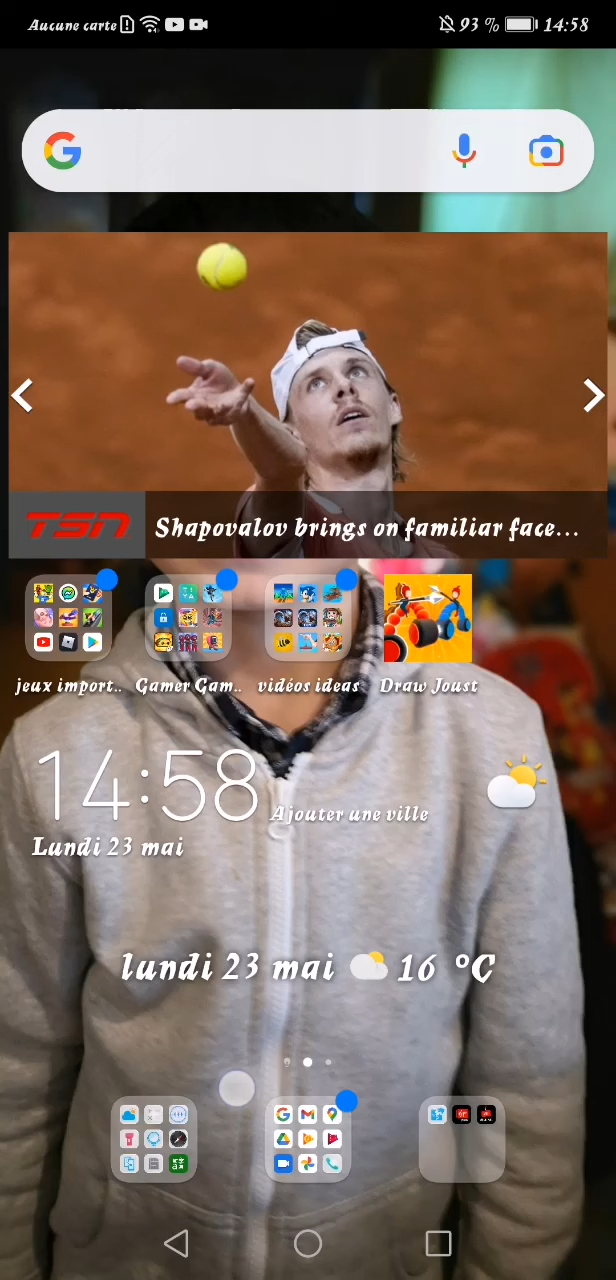 Aucune carte
93 % 14:58
TSN Shapovalov brings on familiar face...
jeux import.. Gamer Gam.. vidéos ideas Draw Joust
14:58 Ajouter une ville
Lundi 23 mai
lundi 23 mai 16 °C